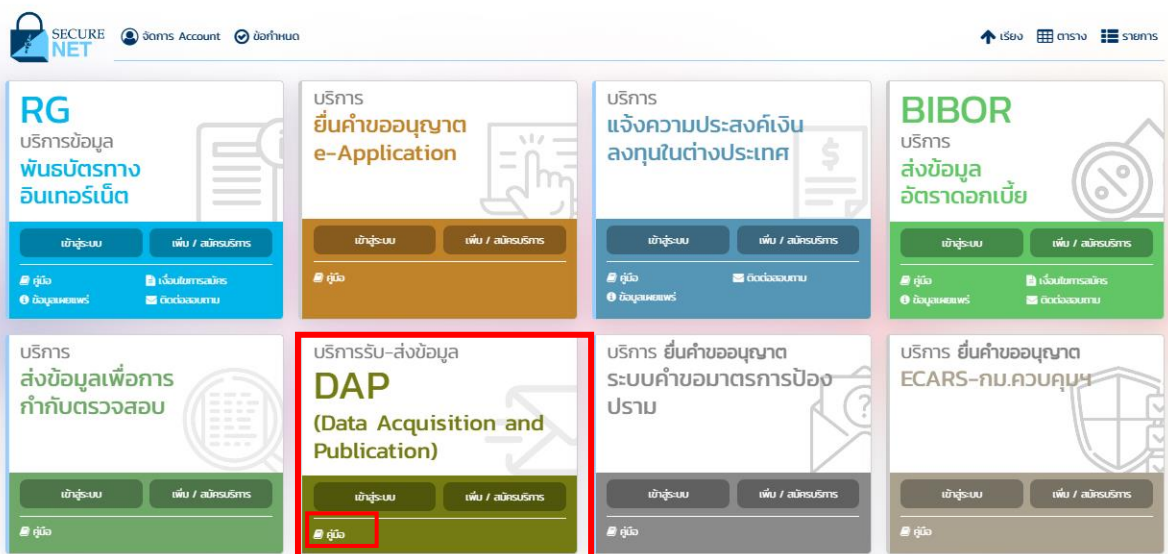 SECURE
NET
จัดการ Account
ข้อกำหนด
เรียง
ตาราง
รายการ
RG
บริการข้อมูล
พันธบัตรทาง
อินเทอร์เน็ต
เข้าสู่ระบบ
เพิ่ม / สมัครบริการ
คู่มือ
เงื่อนไขการสมัคร
ข้อมูลเผยแพร่
ติดต่อสอบถาม
บริการ
ยื่นคำขออนุญาต
e-Application
เข้าสู่ระบบ
เพิ่ม / สมัครบริการ
คู่มือ
บริการ
แจ้งความประสงค์เงิน
ลงทุนในต่างประเทศ
เข้าสู่ระบบ
เพิ่ม / สมัครบริการ
คู่มือ
ติดต่อสอบถาม
ข้อมูลเผยแพร่
BIBOR
บริการ
ส่งข้อมูล
อัตราดอกเบี้ย
เข้าสู่ระบบ
เพิ่ม / สมัครบริการ
คู่มือ
เงื่อนไขการสมัคร
ข้อมูลเผยแพร่
ติดต่อสอบถาม
บริการ
ส่งข้อมูลเพื่อการ
กำกับตรวจสอบ
เข้าสู่ระบบ
เพิ่ม / สมัครบริการ
คู่มือ
บริการรับ-ส่งข้อมูล
DAP
(Data Acquisition and
Publication)
เข้าสู่ระบบ
เพิ่ม / สมัครบริการ
คู่มือ
บริการ ยื่นคำขออนุญาต
ระบบคำขอมาตรการป้อง
ปราม
เข้าสู่ระบบ
เพิ่ม / สมัครบริการ
คู่มือ
บริการ ยื่นคำขออนุญาต
ECARS-กม.ควบคุมฯ
เข้าสู่ระบบ
เพิ่ม / สมัครบริการ
คู่มือ